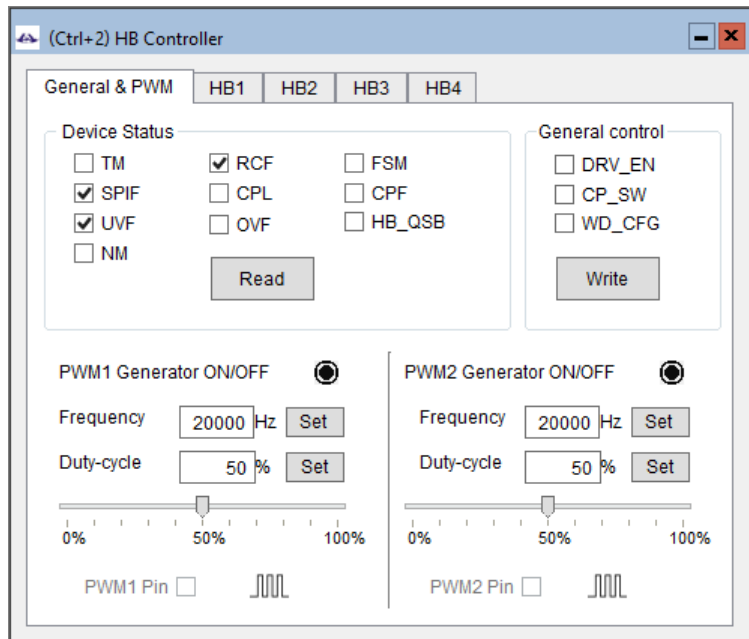 (Ctrl+2) HB Controller
General & PWM HB1 HB2 HB3 HB4
Device Status
TM RCF FSM
SPIF CPL CPF
UVF OVF HB_QSB
NM
Read
General control
DRV_EN
CP_SW
WD_CFG
Write
PWM1 Generator ON/OFF
Frequency 20000 Hz Set
Duty-cycle 50 % Set
0% 50% 100%
PWM1 Pin
PWM2 Generator ON/OFF
Frequency 20000 Hz Set
Duty-cycle 50 % Set
0% 50% 100%
PWM2 Pin